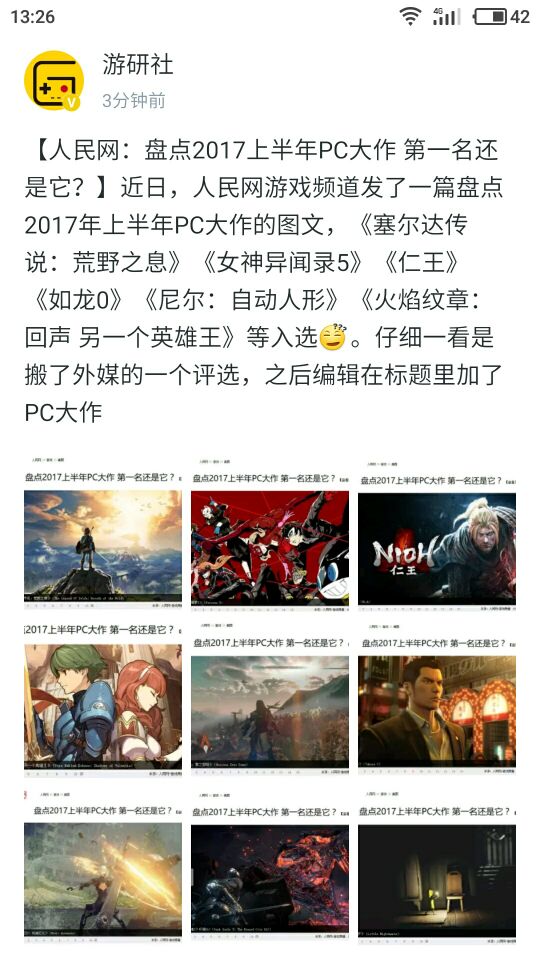 13:26
4G
42
游研社
V
3分钟前
【人民网：盘点2017上半年PC大作 第一名还
是它？】近日，人民网游戏频道发了一篇盘点
2017年上半年PC大作的图文，《塞尔达传
说：荒野之息》《女神异闻录5》《仁王》
《如龙0》《尼尔：自动人形》《火焰纹章：
回声 另一个英雄王》等入选。仔细一看是
搬了外媒的一个评选，之后编辑在标题里加了
PC大作
盘点2017上半年PC大作 第一名还是它？
盘点2017上半年PC大作 第一名还是它？
盘点2017上半年PC大作 第一名还是它？
NIOH
仁王
2017上半年PC大作 第一名还是它？
盘点2017上半年PC大作 第一名还是它？
盘点2017上半年PC大作 第一名还是它？
盘点2017上半年PC大作 第一名还是它？
盘点2017上半年PC大作 第一名还是它？
盘点2017上半年PC大作 第一名还是它？